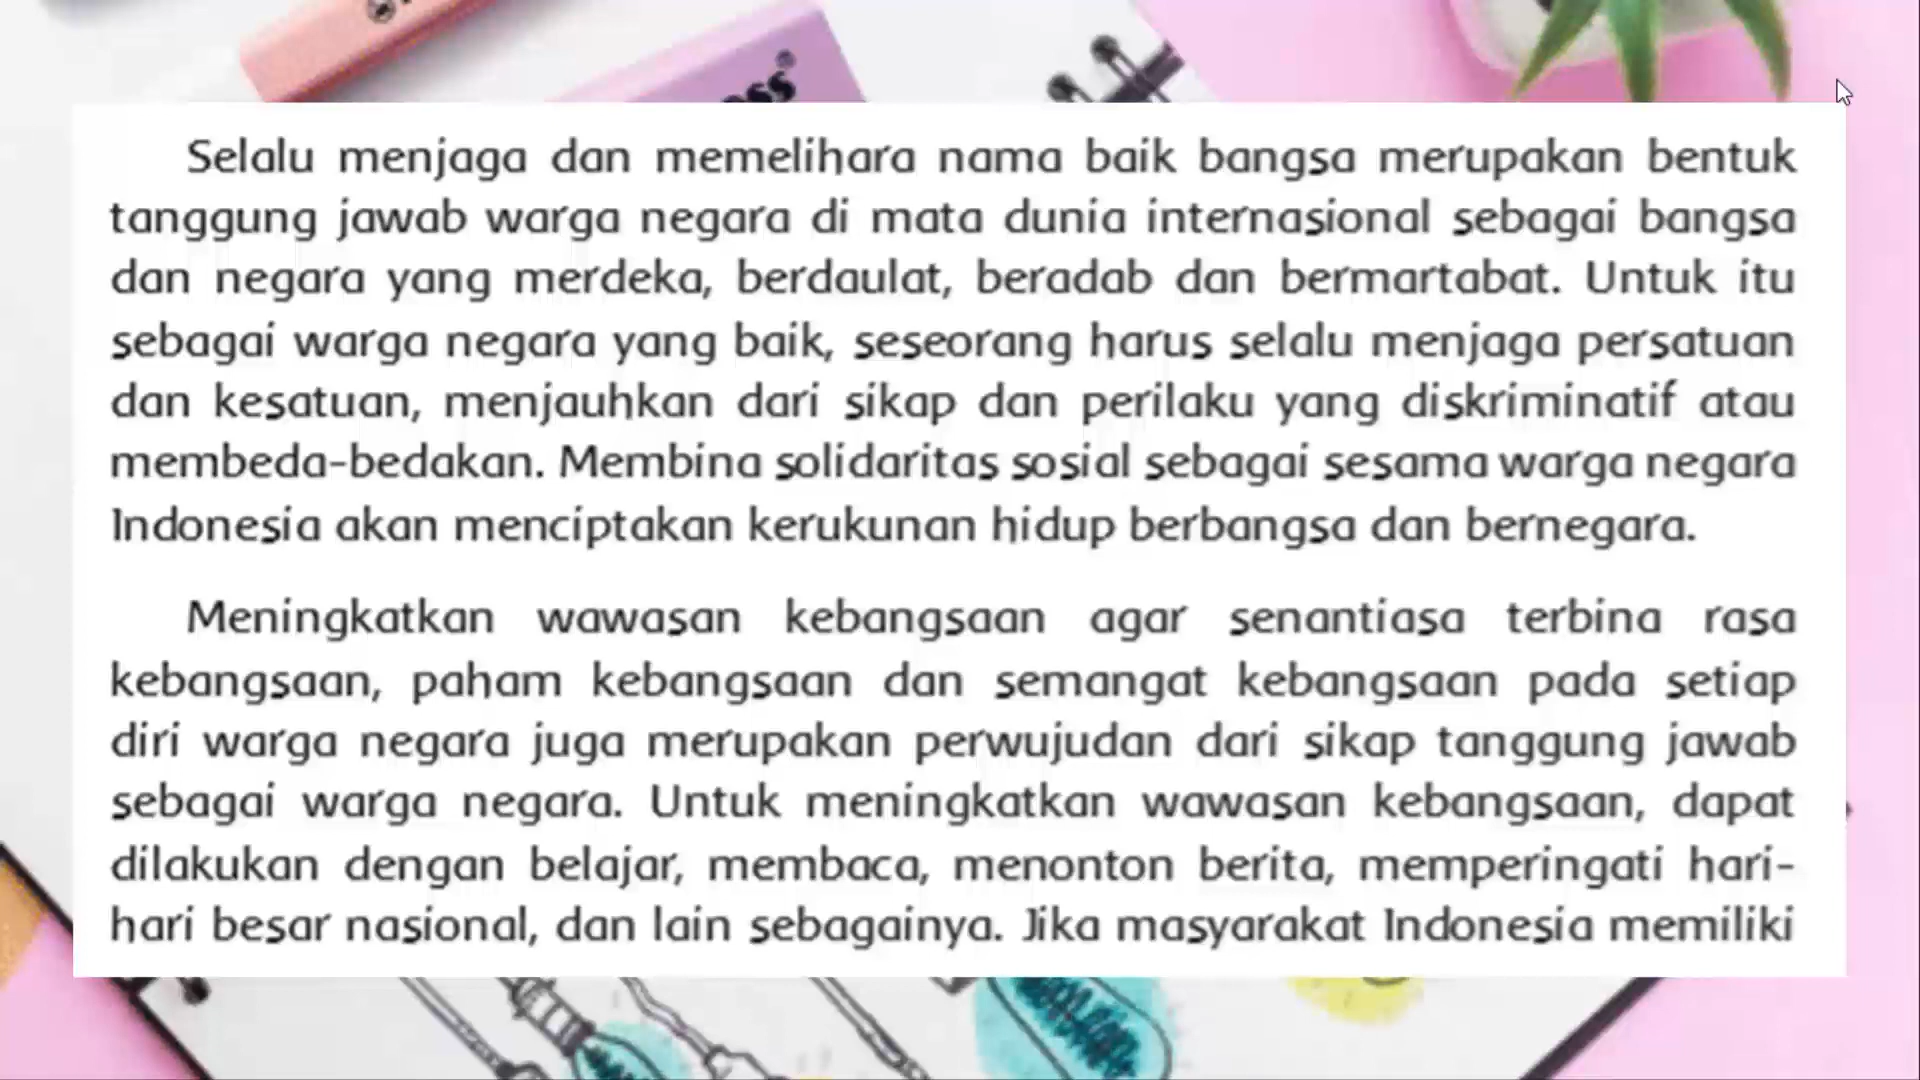 Selalu menjaga dan memelihara nama baik bangsa merupakan bentuk
tanggung jawab warga negara di mata dunia internasional sebagai bangsa
dan negara yang merdeka, berdaulat, beradab dan bermartabat. Untuk itu
sebagai warga negara yang baik, seseorang harus selalu menjaga persatuan
dan kesatuan, menjauhkan dari sikap dan perilaku yang diskriminatif atau
membeda-bedakan. Membina solidaritas sosial sebagai sesama warga negara
Indonesia akan menciptakan kerukunan hidup berbangsa dan bernegara.
Meningkatkan wawasan kebangsaan agar senantiasa terbina rasa
kebangsaan, paham kebangsaan dan semangat kebangsaan pada setiap
diri warga negara juga merupakan perwujudan dari sikap tanggung jawab
sebagai warga negara. Untuk meningkatkan wawasan kebangsaan, dapat
dilakukan dengan belajar, membaca, menonton berita, memperingati hari-
hari besar nasional, dan lain sebagainya. Jika masyarakat Indonesia memiliki